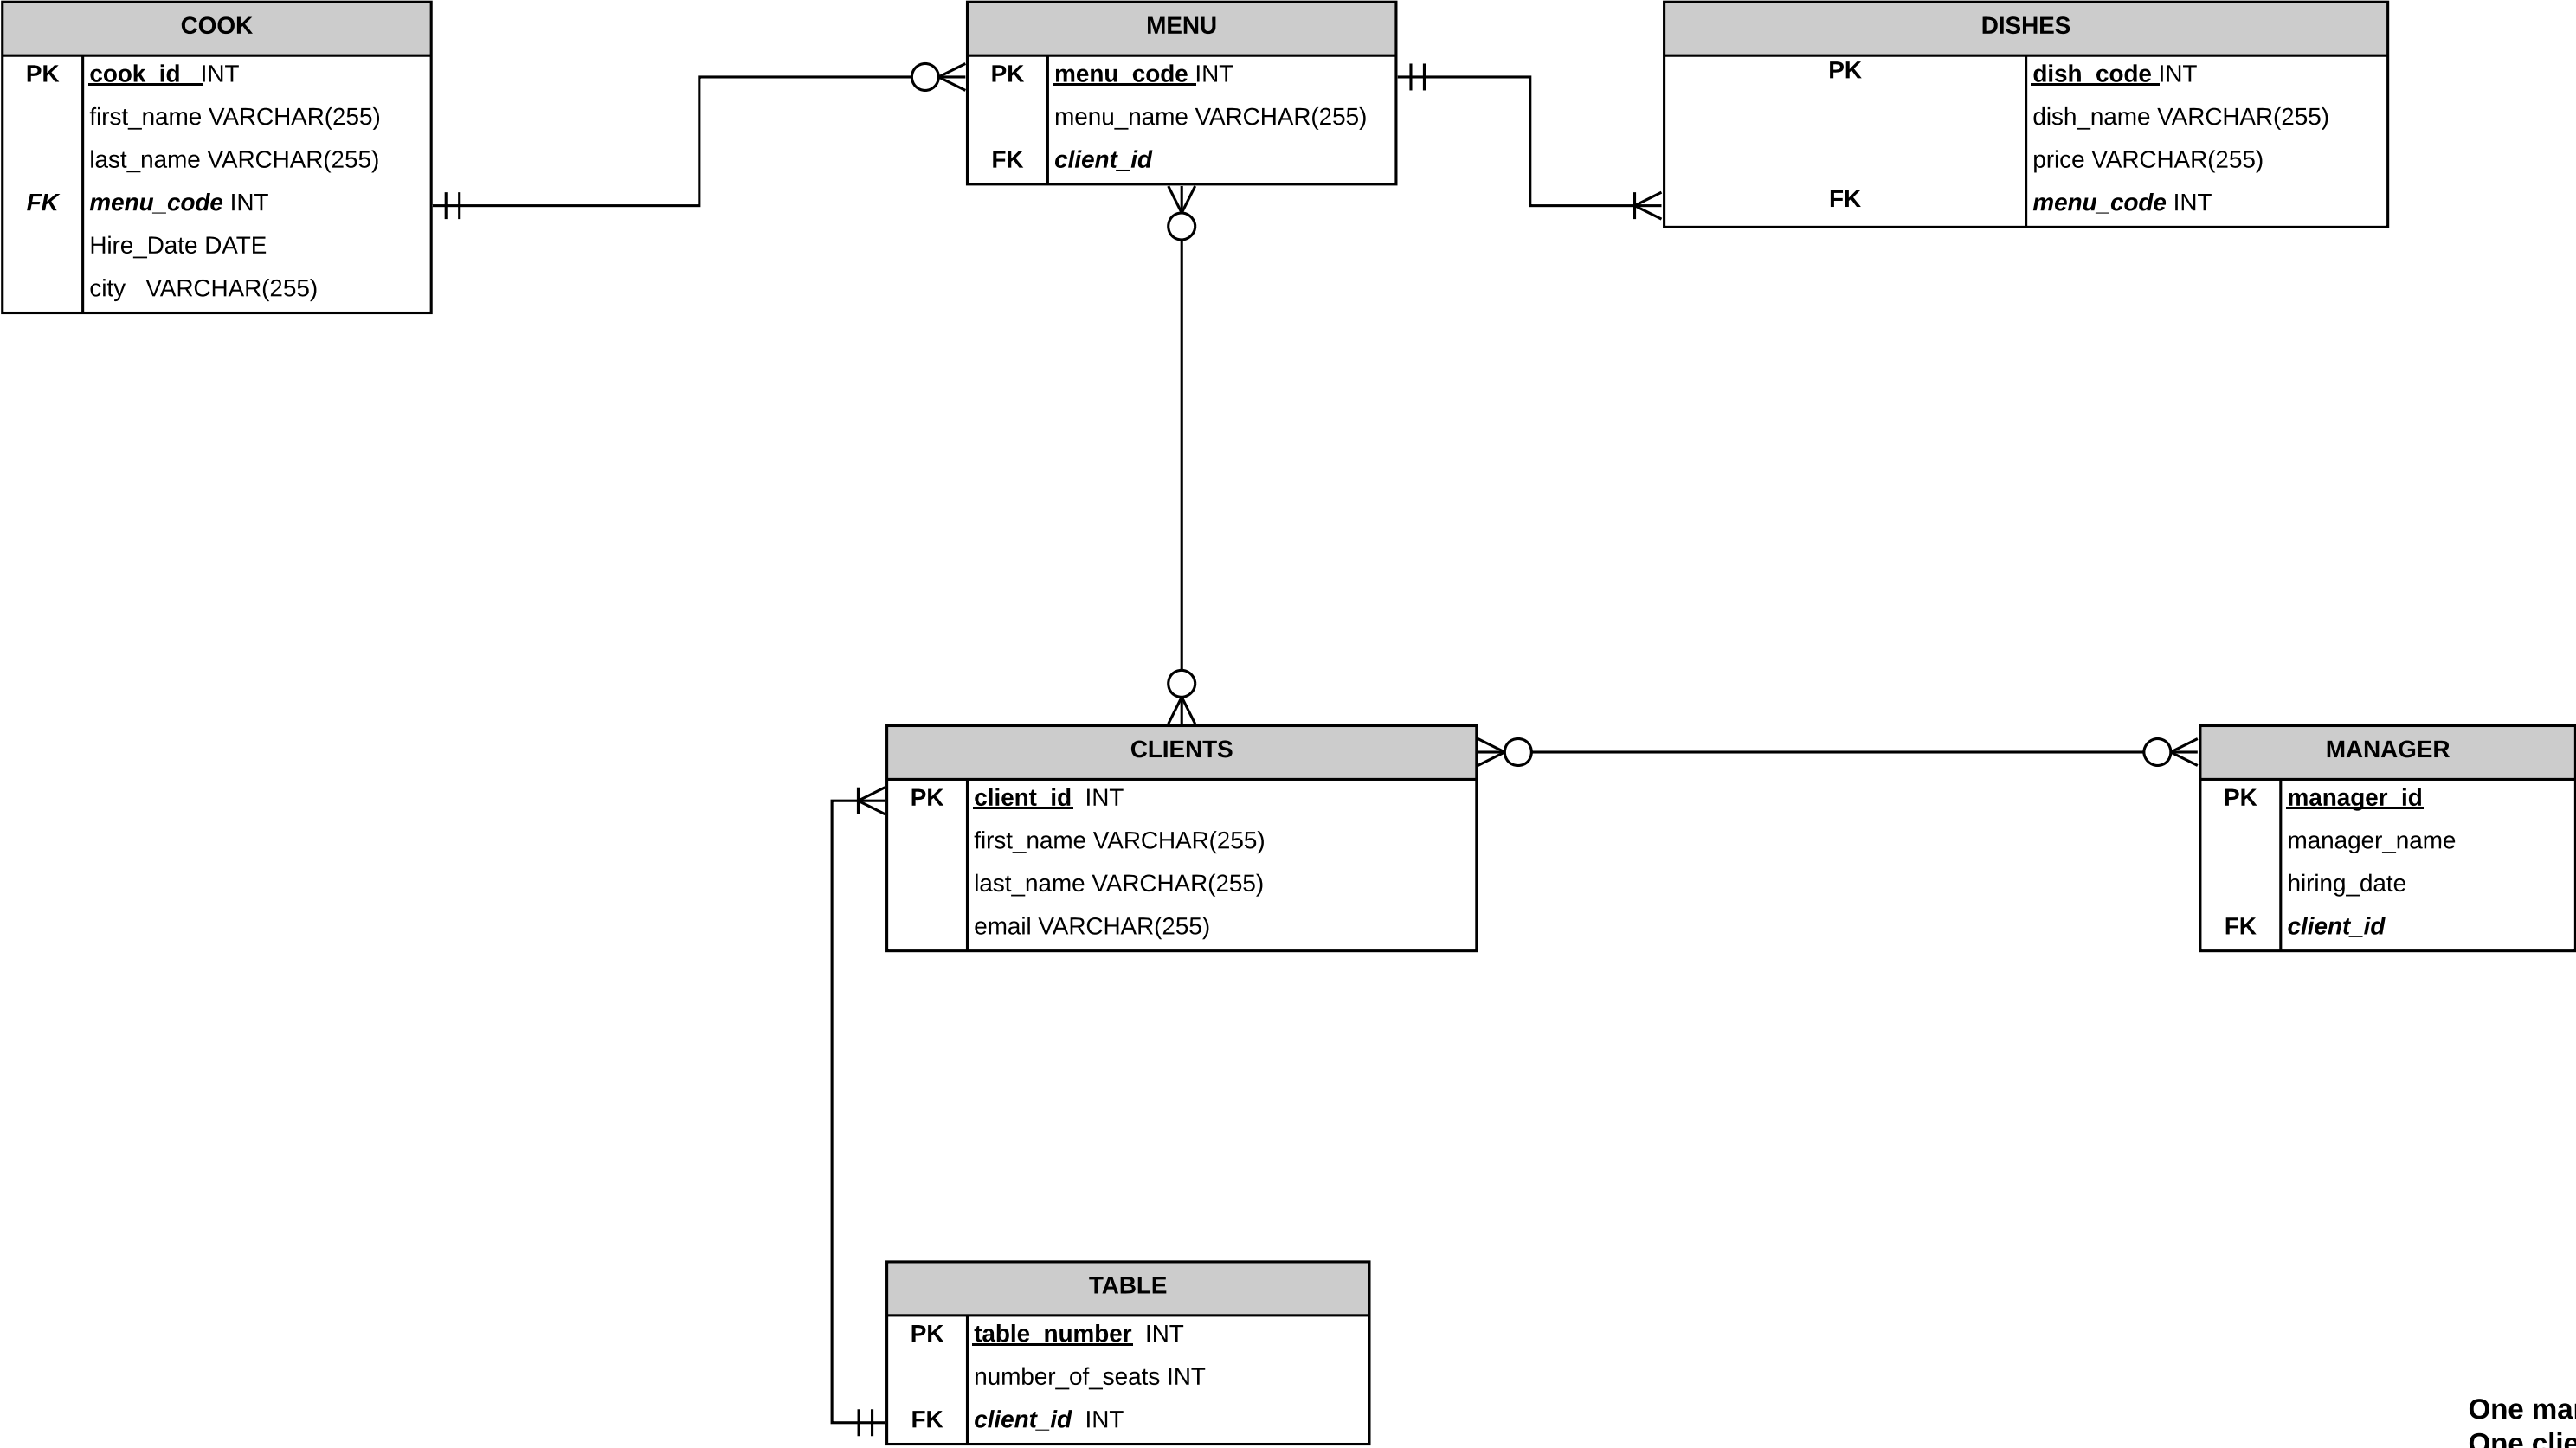 COOK
PK cook_id INT
first_name VARCHAR(255)
last_name VARCHAR(255)
FK menu_code INT
Hire_Date DATE
city VARCHAR(255)
MENU
PK menu_code INT
menu_name VARCHAR(255)
FK client_id
DISHES
PK dish_code INT
dish_name VARCHAR(255)
price VARCHAR(255)
FK menu_code INT
CLIENTS
PK client_id INT
first_name VARCHAR(255)
last_name VARCHAR(255)
email VARCHAR(255)
MANAGER
PK manager_id
manager_name
hiring_date
FK client_id
TABLE
PK table_number INT
number_of_seats INT
FK client_id INT
One
One